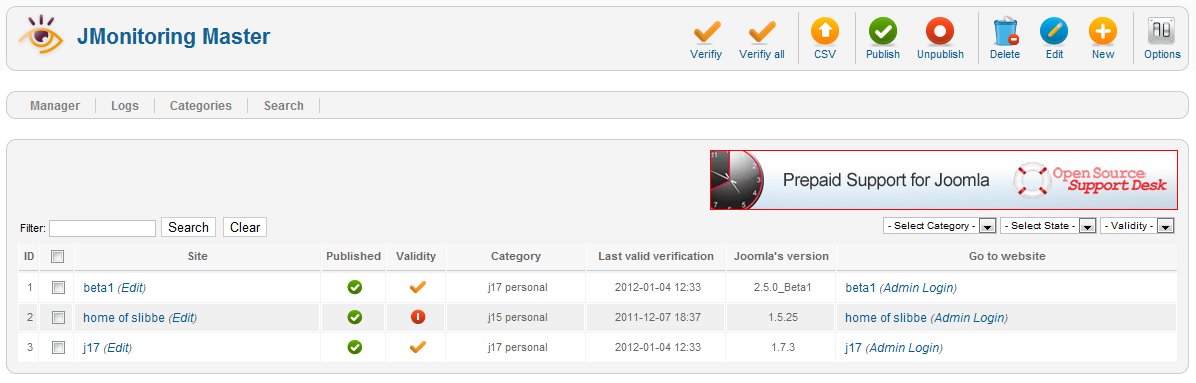 JMonitoring Master
Verifiy Verifiy all CSV Publish Unpublish Delete Edit New Options
Manager Logs Categories Search
Prepaid Support for Joomla
Open Source
Support Desk
Filter: Search Clear - Select Category - - Select State - - Validity -
ID Site Published Validity Category Last valid verification Joomla's version Go to website
1 beta1 (Edit) j17 personal 2012-01-04 12:33 2.5.0_Beta1 beta1 (Admin Login)
2 home of slibbe (Edit) j15 personal 2011-12-07 18:37 1.5.25 home of slibbe (Admin Login)
3 j17 (Edit) j17 personal 2012-01-04 12:33 1.7.3 j17 (Admin Login)